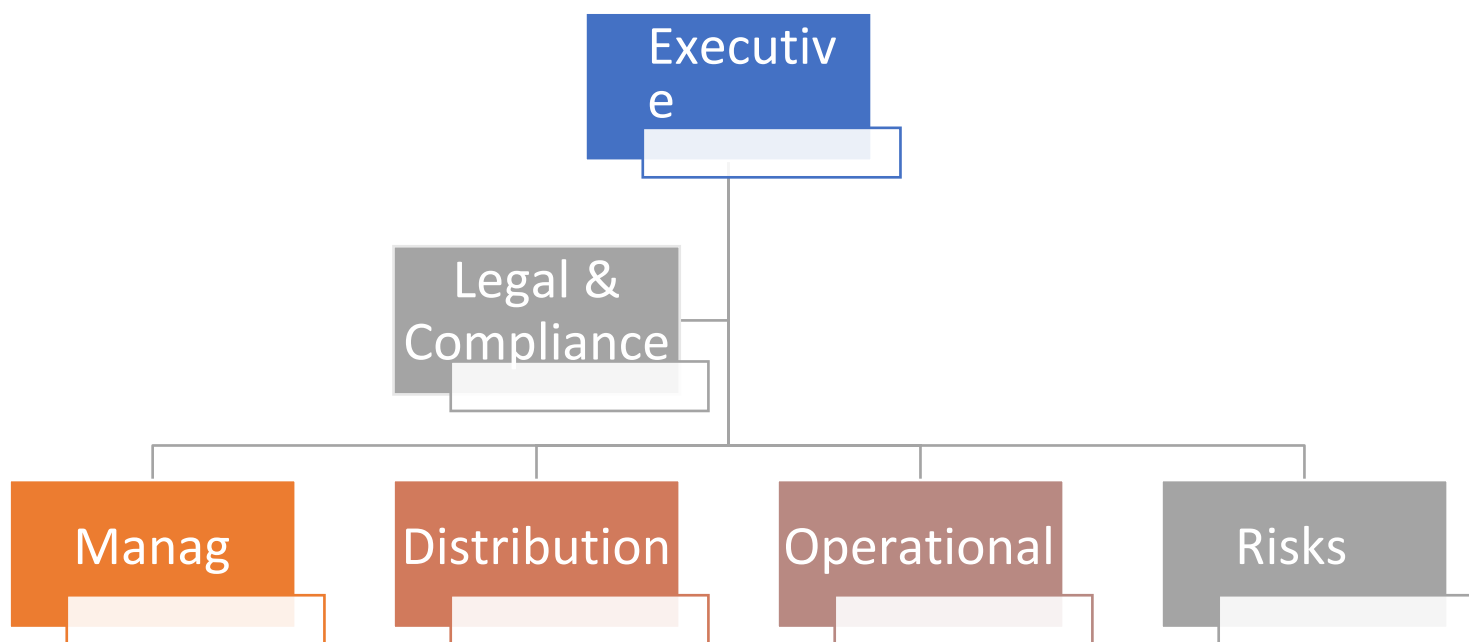 Executiv
e
Legal &
Compliance
Manag
Distribution
Operational
Risks